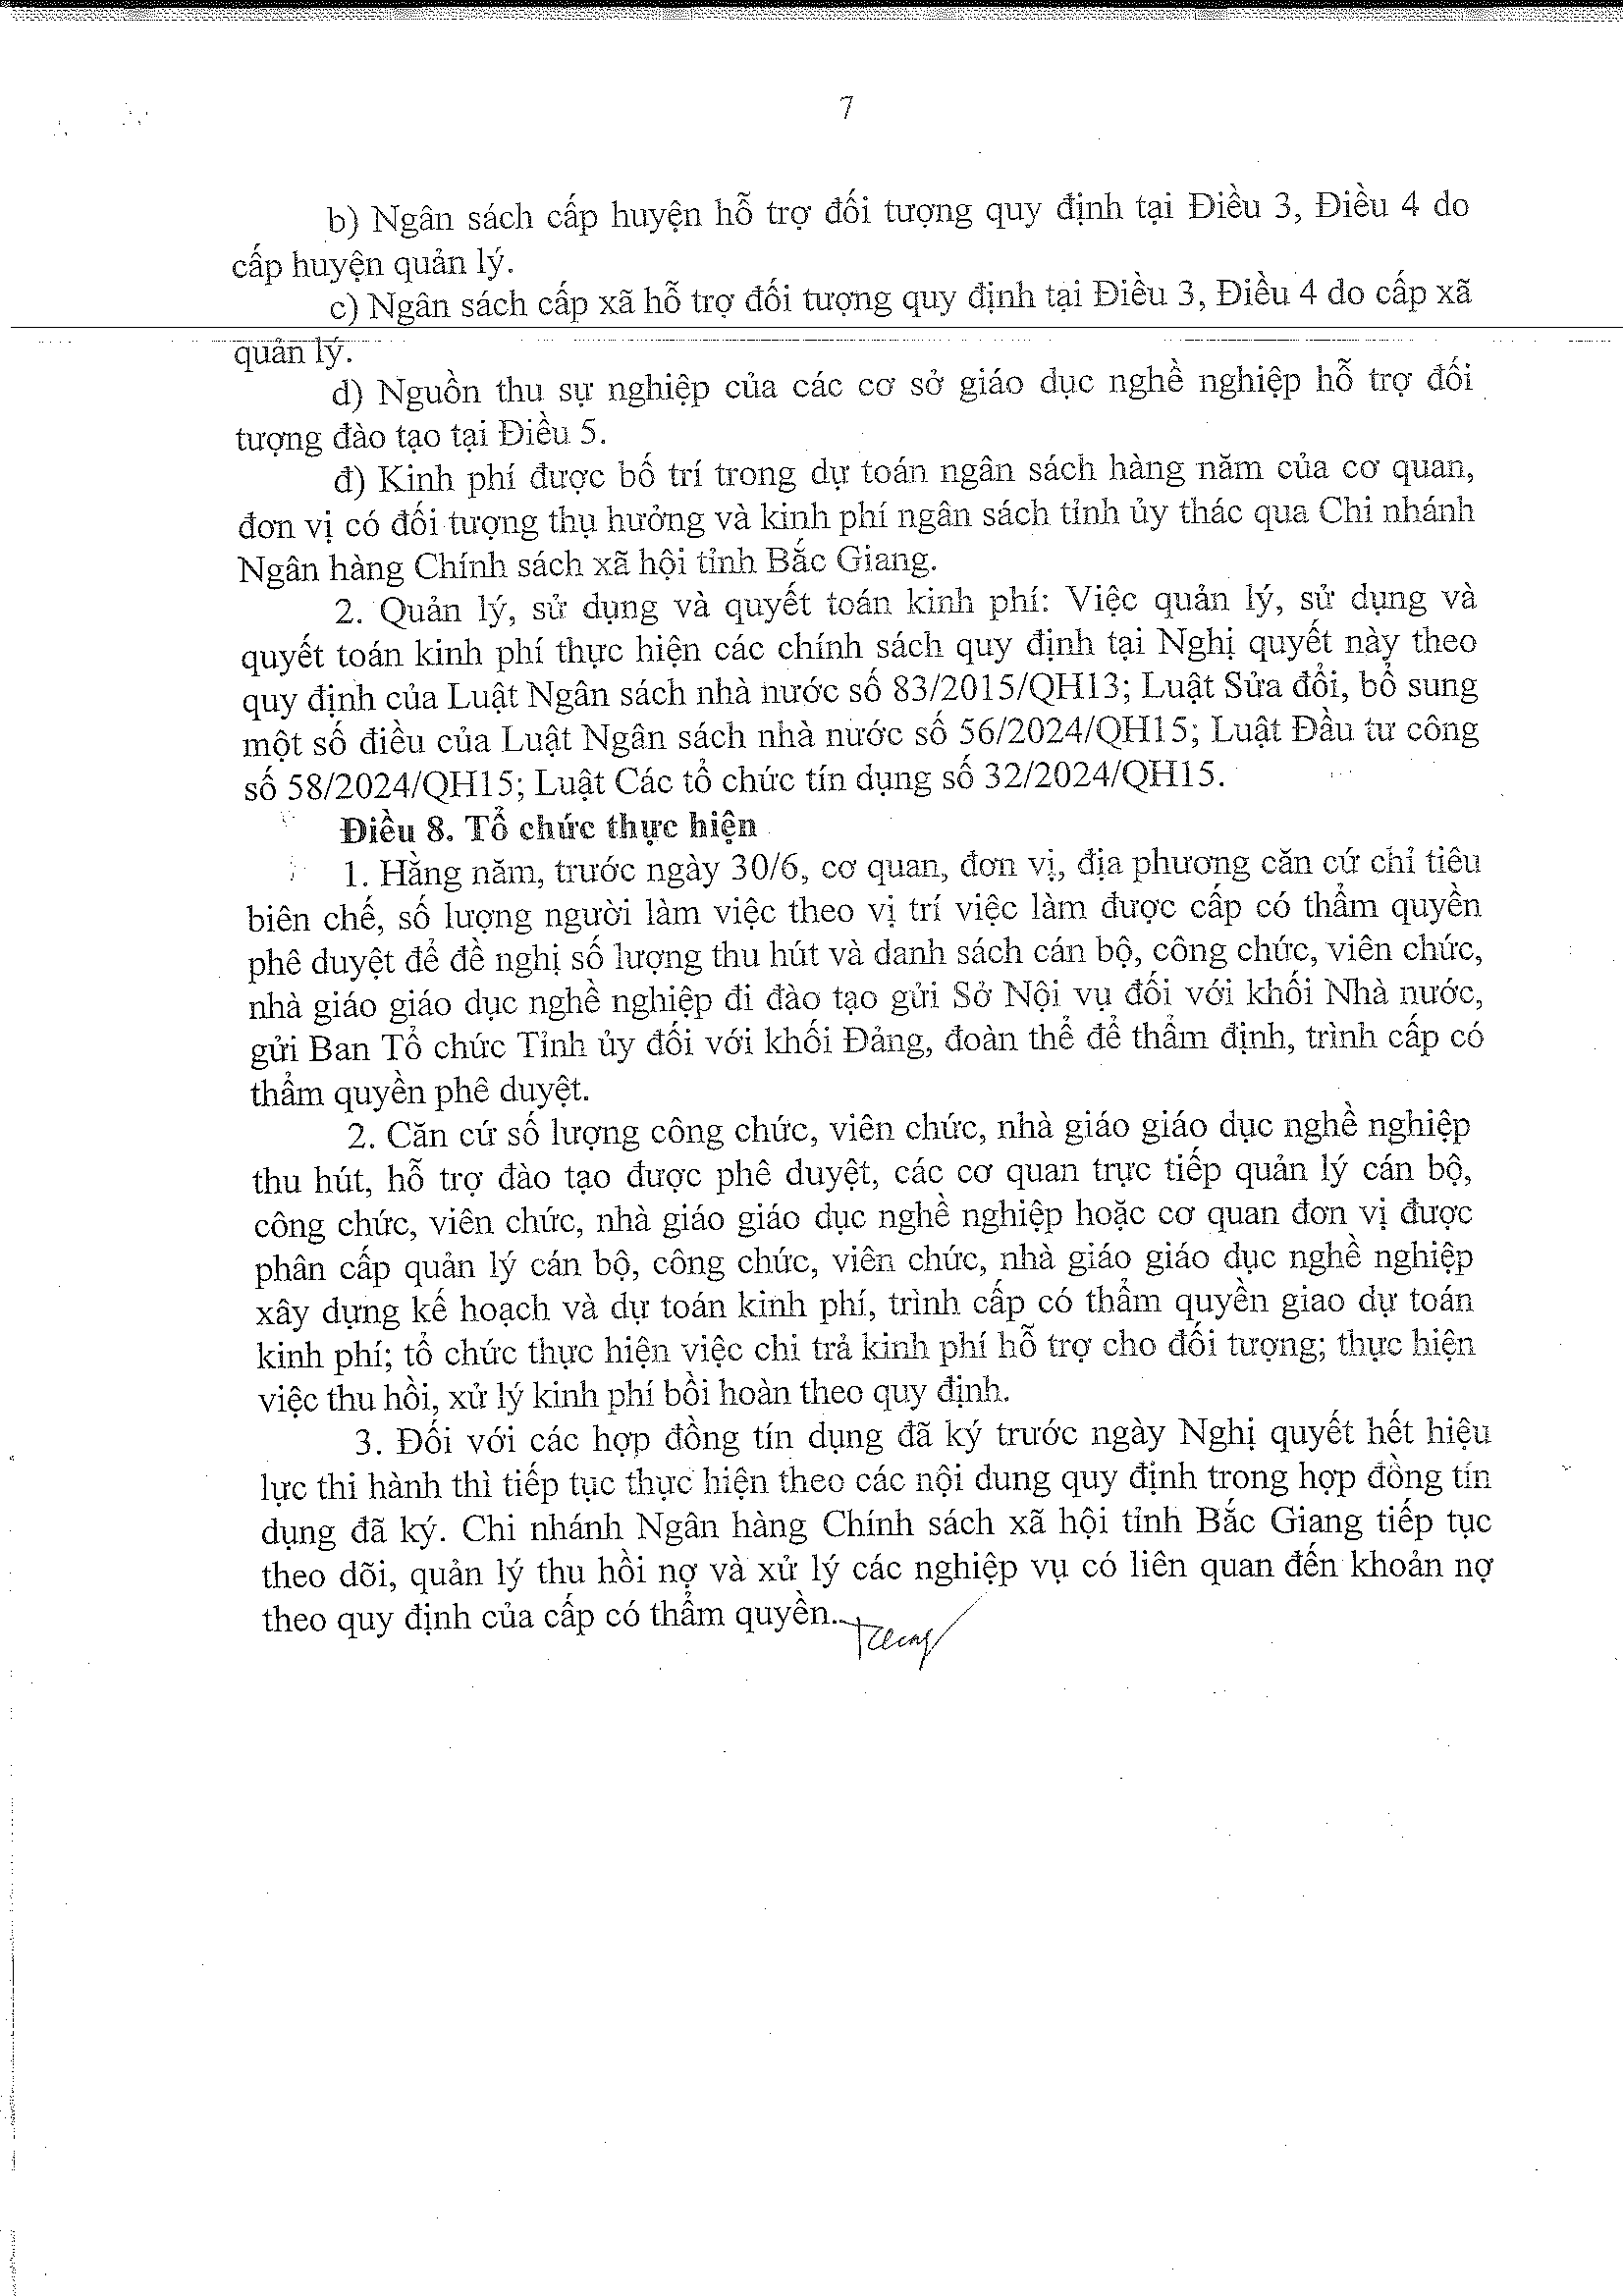 7
b) Ngân sách cấp huyện hỗ trợ đối tượng quy định tại Điều 3, Điều 4 do
cấp huyện quản lý.
c) Ngân sách cấp xã hỗ trợ đối tượng quy định tại Điều 3, Điều 4 do cấp xã
quản lý.
d) Nguồn thu sự nghiệp của các cơ sở giáo dục nghề nghiệp hỗ trợ đối
tượng đào tạo tại Điều 5.
đ) Kinh phí được bố trí trong dự toán ngân sách hàng năm của cơ quan,
đơn vị có đối tượng thụ hưởng và kinh phí ngân sách tỉnh ủy thác qua Chi nhánh
Ngân hàng Chính sách xã hội tỉnh Bắc Giang.
2. Quản lý, sử dụng và quyết toán kinh phí: Việc quản lý, sử dụng và
quyết toán kinh phí thực hiện các chính sách quy định tại Nghị quyết này theo
quy định của Luật Ngân sách nhà nước số 83/2015/QH13; Luật Sửa đổi, bổ sung
một số điều của Luật Ngân sách nhà nước số 56/2024/QH15; Luật Đầu tư công
số 58/2024/QH15; Luật Các tổ chức tín dụng số 32/2024/QH15.
Điều 8. Tổ chức thực hiện
1. Hằng năm, trước ngày 30/6, cơ quan, đơn vị, địa phương căn cứ chỉ tiêu
biên chế, số lượng người làm việc theo vị trí việc làm được cấp có thẩm quyền
phê duyệt để đề nghị số lượng thu hút và danh sách cán bộ, công chức, viên chức,
nhà giáo giáo dục nghề nghiệp đi đào tạo gửi Sở Nội vụ đối với khối Nhà nước,
gửi Ban Tổ chức Tỉnh ủy đối với khối Đảng, đoàn thể để thẩm định, trình cấp có
thẩm quyền phê duyệt.
2. Căn cứ số lượng công chức, viên chức, nhà giáo giáo dục nghề nghiệp
thu hút, hỗ trợ đào tạo được phê duyệt, các cơ quan trực tiếp quản lý cán bộ,
công chức, viên chức, nhà giáo giáo dục nghề nghiệp hoặc cơ quan đơn vị được
phân cấp quản lý cán bộ, công chức, viên chức, nhà giáo giáo dục nghề nghiệp
xây dựng kế hoạch và dự toán kinh phí, trình cấp có thẩm quyền giao dự toán
kinh phí; tổ chức thực hiện việc chi trả kinh phí hỗ trợ cho đối tượng; thực hiện
việc thu hồi, xử lý kinh phí bồi hoàn theo quy định.
3. Đối với các hợp đồng tín dụng đã ký trước ngày Nghị quyết hết hiệu
lực thi hành thì tiếp tục thực hiện theo các nội dung quy định trong hợp đồng tín
dụng đã ký. Chi nhánh Ngân hàng Chính sách xã hội tỉnh Bắc Giang tiếp tục
theo dõi, quản lý thu hồi nợ và xử lý các nghiệp vụ có liên quan đến khoản nợ
theo quy định của cấp có thẩm quyền.